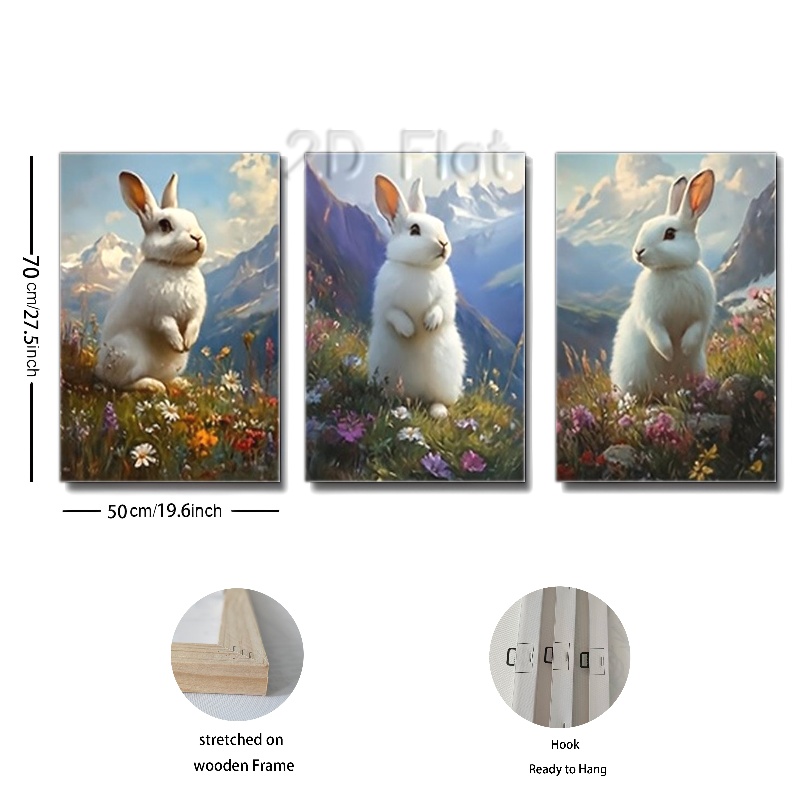 2D Flat.
70 cm/27.5inch
50 cm/19.6inch
stretched on
wooden Frame
Hook
Ready to Hang